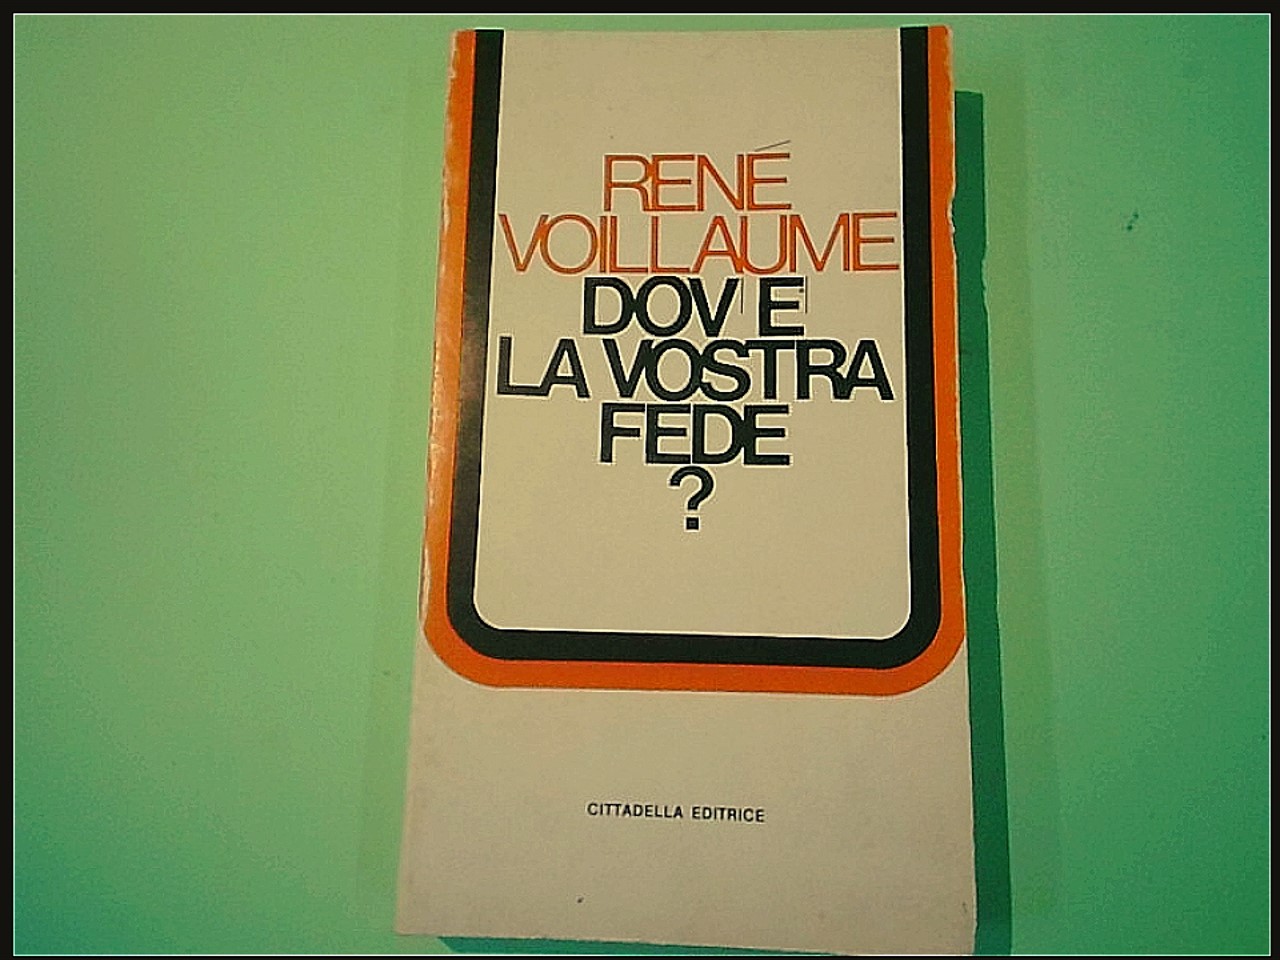 RENÉ
VOILLAUME
DOV'E'
LA VOSTRA
FEDE
?
CITTADELLA EDITRICE